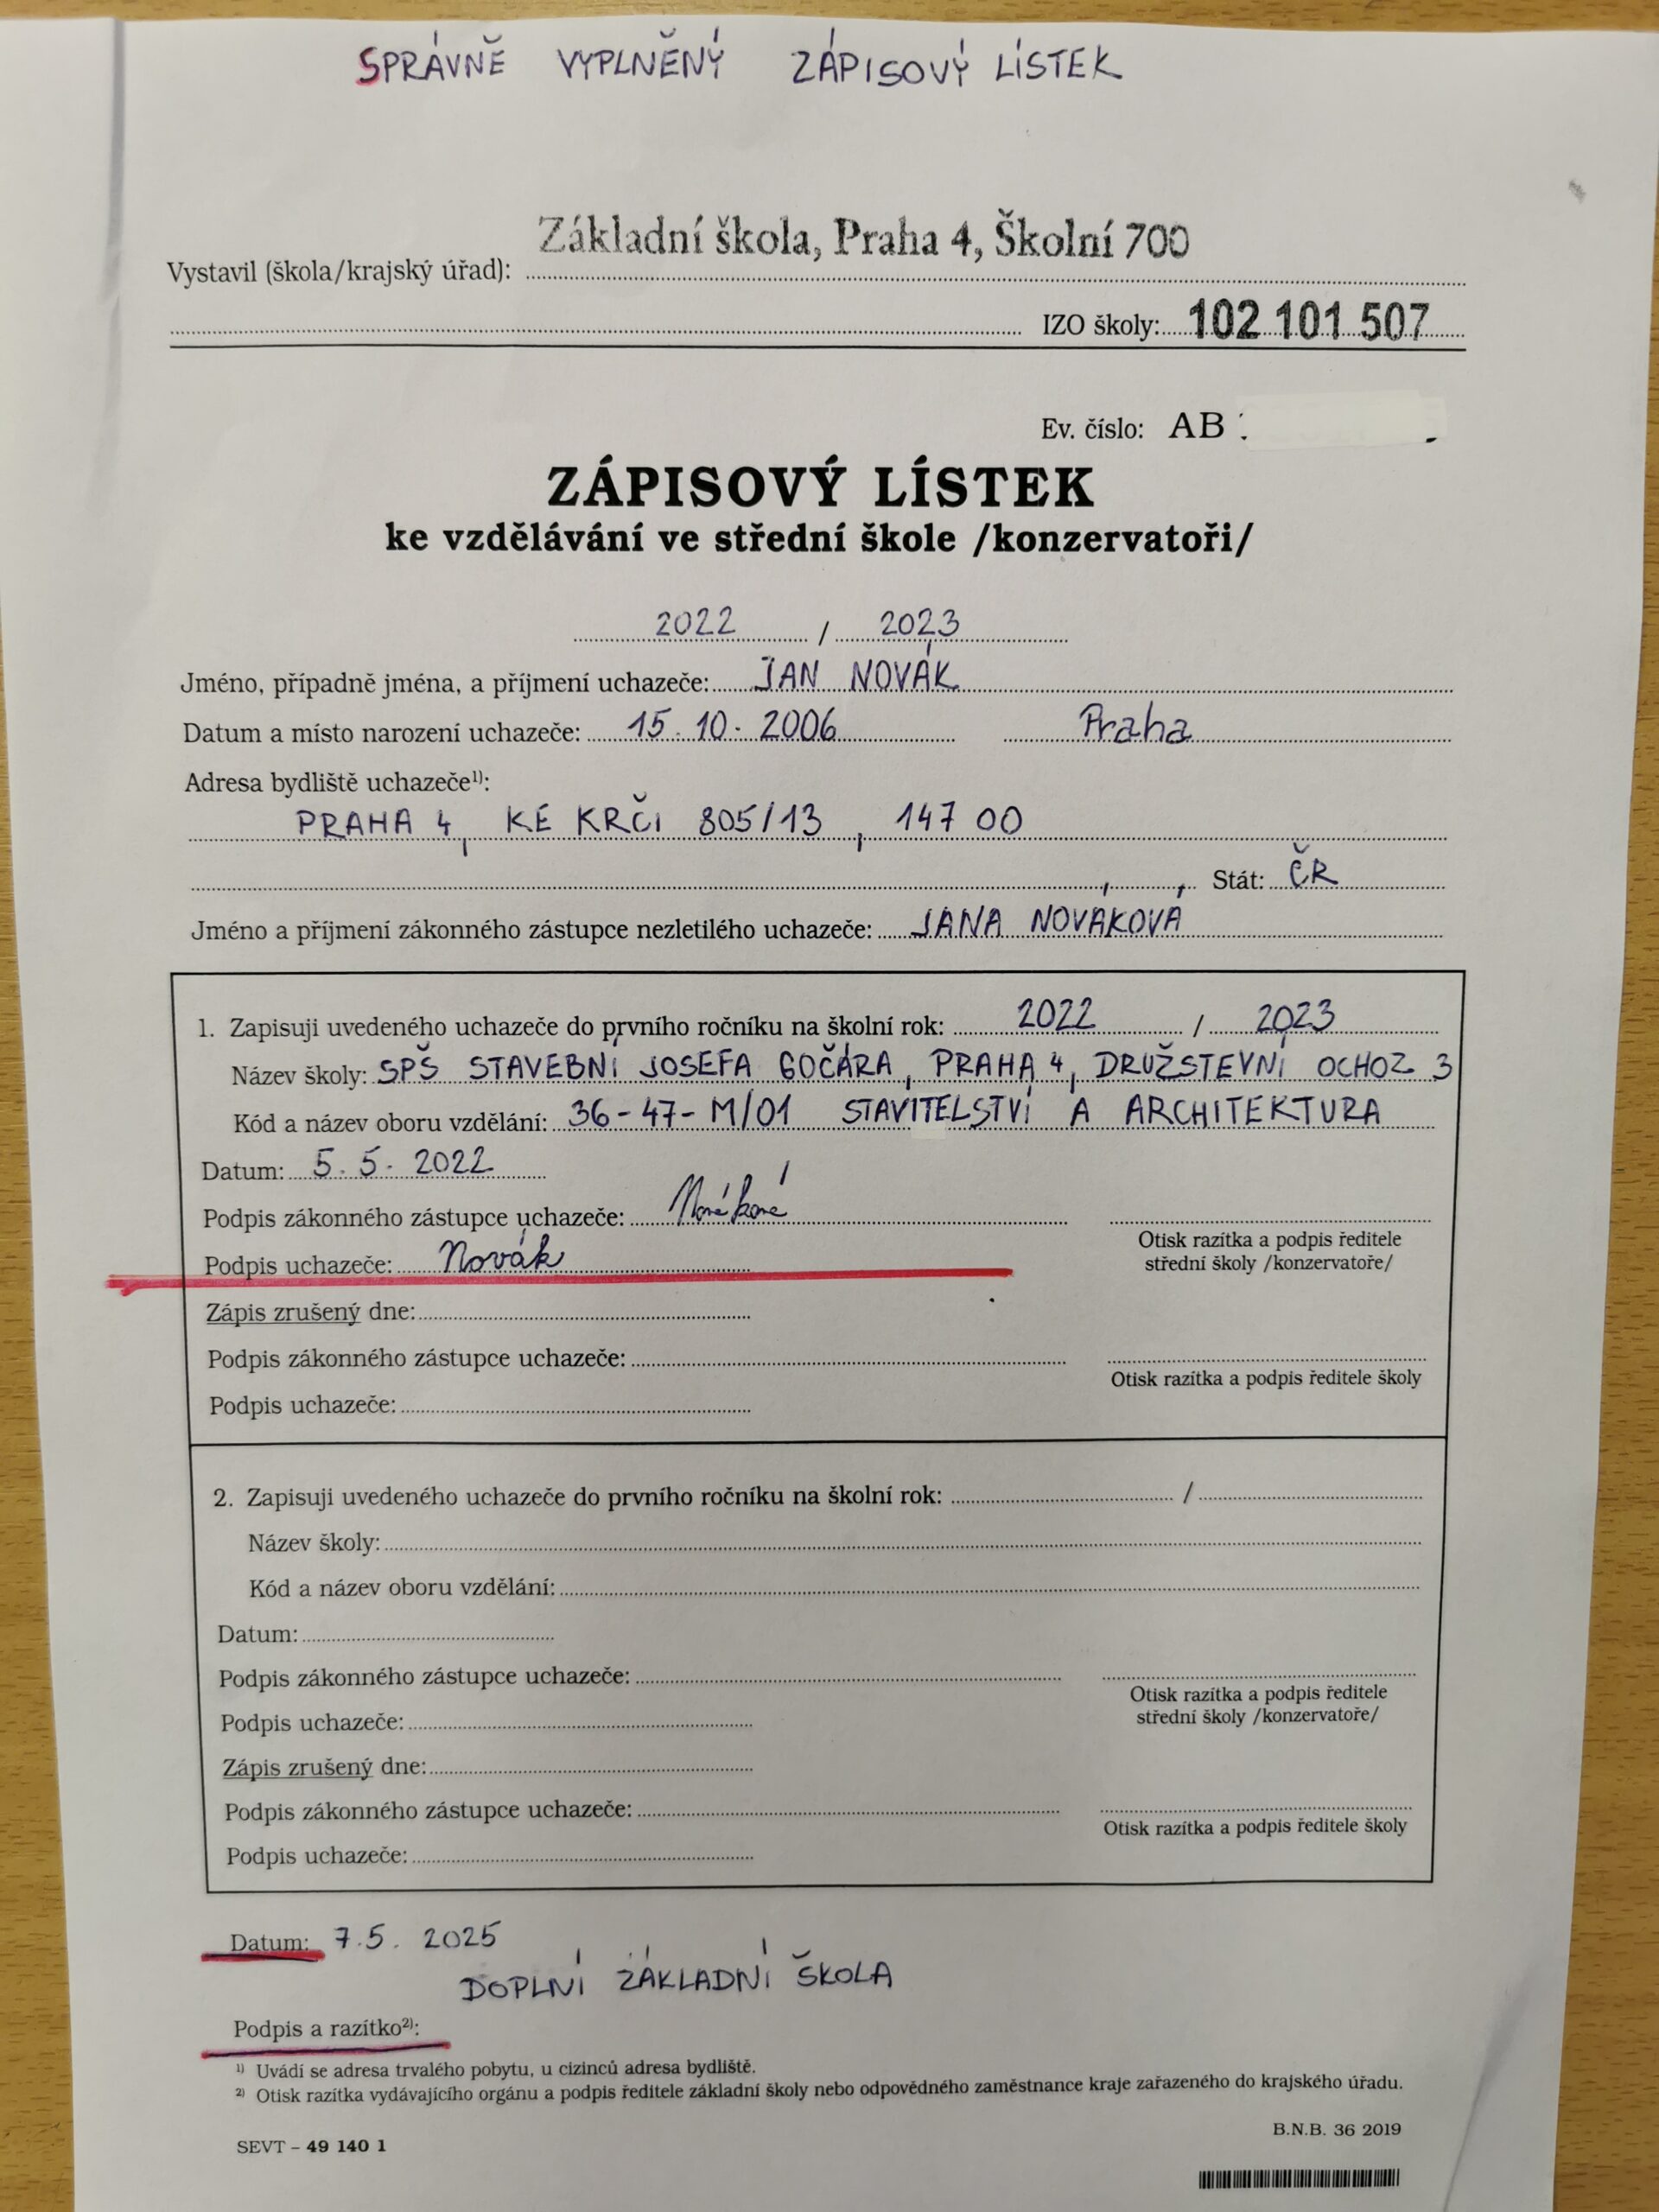 SPRÁVNĚ VYPLNĚNÝ ZÁPISOVÝ LÍSTEK
Základní škola, Praha 4, Školní 700
Vystavil (škola/krajský úřad):
IZO školy: 102 101 507
Ev. číslo: AB
ZÁPISOVÝ LÍSTEK
ke vzdělávání ve střední škole /konzervatoři/
2022 / 2023
Jméno, případně jména, a příjmení uchazeče: JAN NOVÁK
Datum a místo narození uchazeče: 15. 10. 2006 Praha
Adresa bydliště uchazeče1):
PRAHA 4, KE KRČI 805/13, 147 00
Stát: ČR
Jméno a příjmení zákonného zástupce nezletilého uchazeče: JANA NOVÁKOVÁ
1. Zapisuji uvedeného uchazeče do prvního ročníku na školní rok: 2022 / 2023
Název školy: SPŠ STAVEBNÍ JOSEFA GOČÁRA, PRAHA 4, DRUŽSTEVNÍ OCHOZ 3
Kód a název oboru vzdělání: 36-47-M/01 STAVITELSTVÍ A ARCHITEKTURA
Datum: 5. 5. 2022
Podpis zákonného zástupce uchazeče: Nováková
Podpis uchazeče: Novák
Otisk razítka a podpis ředitele
střední školy /konzervatoře/
Zápis zrušený dne:
Podpis zákonného zástupce uchazeče:
Otisk razítka a podpis ředitele školy
Podpis uchazeče:
2. Zapisuji uvedeného uchazeče do prvního ročníku na školní rok: /
Název školy:
Kód a název oboru vzdělání:
Datum:
Podpis zákonného zástupce uchazeče:
Otisk razítka a podpis ředitele
střední školy /konzervatoře/
Podpis uchazeče:
Zápis zrušený dne:
Podpis zákonného zástupce uchazeče:
Otisk razítka a podpis ředitele školy
Podpis uchazeče:
Datum: 7.5. 2025
DOPLNÍ ZÁKLADNÍ ŠKOLA
Podpis a razítko2):
1) Uvádí se adresa trvalého pobytu, u cizinců adresa bydliště.
2) Otisk razítka vydávajícího orgánu a podpis ředitele základní školy nebo odpovědného zaměstnance kraje zařazeného do krajského úřadu.
SEVT – 49 140 1
B.N.B. 36 2019